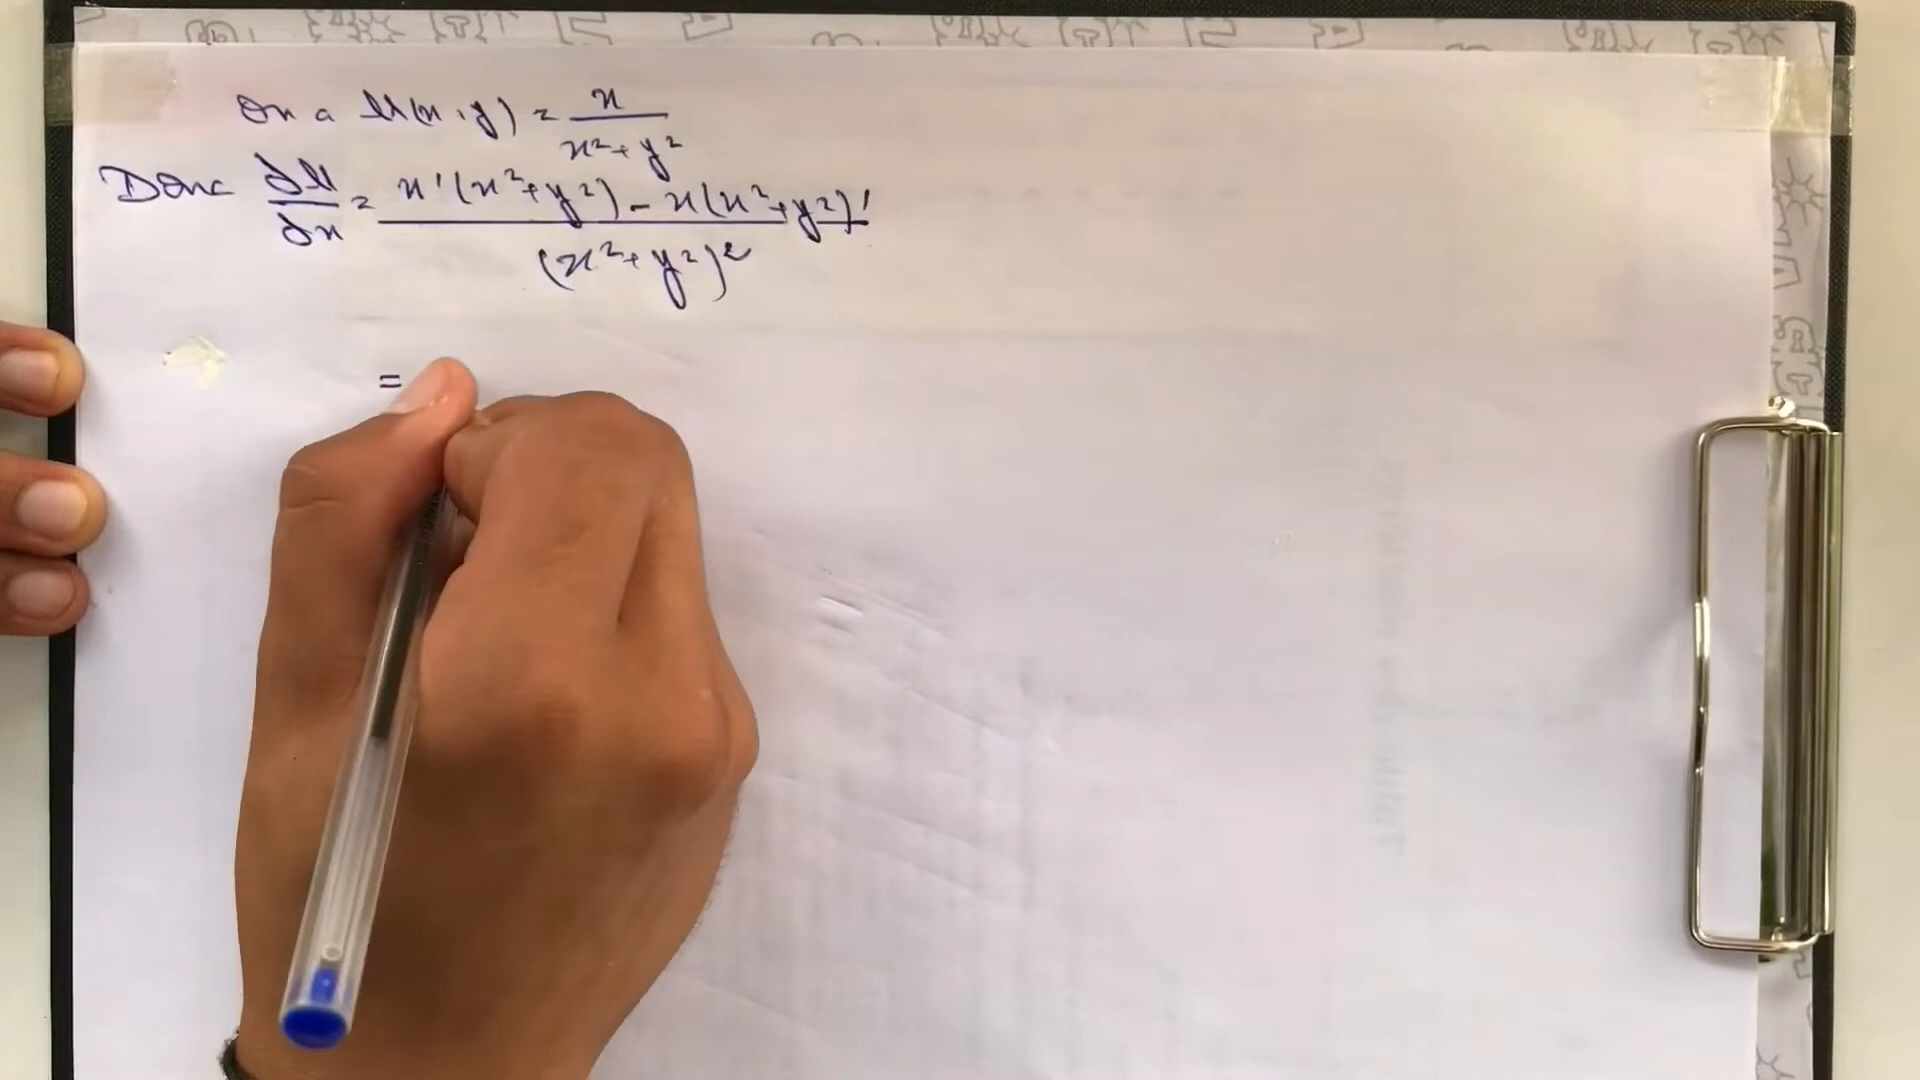 On a U(x,y) = x / (x²+y²)
Donc ∂U/∂x = (x'(x²+y²) - x(x²+y²)') / (x²+y²)²
=